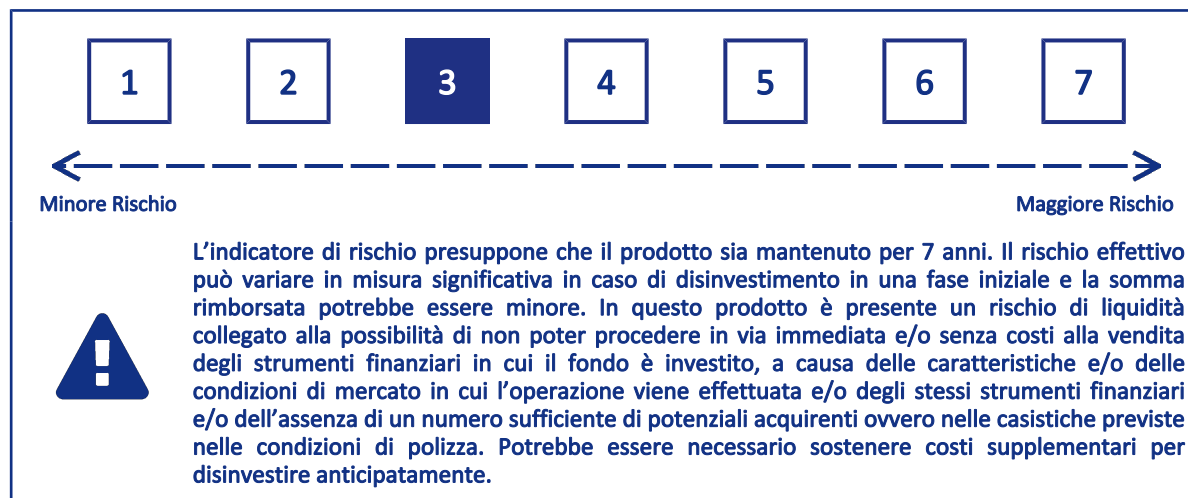 1 2 3 4 5 6 7
Minore Rischio Maggiore Rischio
L’indicatore di rischio presuppone che il prodotto sia mantenuto per 7 anni. Il rischio effettivo
può variare in misura significativa in caso di disinvestimento in una fase iniziale e la somma
rimborsata potrebbe essere minore. In questo prodotto è presente un rischio di liquidità
collegato alla possibilità di non poter procedere in via immediata e/o senza costi alla vendita
degli strumenti finanziari in cui il fondo è investito, a causa delle caratteristiche e/o delle
condizioni di mercato in cui l’operazione viene effettuata e/o degli stessi strumenti finanziari
e/o dell’assenza di un numero sufficiente di potenziali acquirenti ovvero nelle casistiche previste
nelle condizioni di polizza. Potrebbe essere necessario sostenere costi supplementari per
disinvestire anticipatamente.